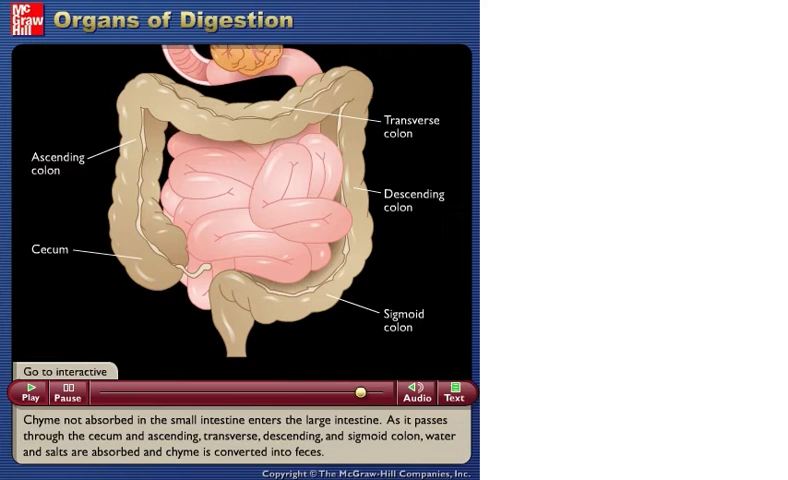 Mc
Graw
Hill
Organs of Digestion
Transverse
colon
Ascending
colon
Descending
colon
Cecum
Sigmoid
colon
Go to interactive
Play
Pause
Audio
Text
Chyme not absorbed in the small intestine enters the large intestine. As it passes
through the cecum and ascending, transverse, descending, and sigmoid colon, water
and salts are absorbed and chyme is converted into feces.
Copyright © The McGraw-Hill Companies, Inc.